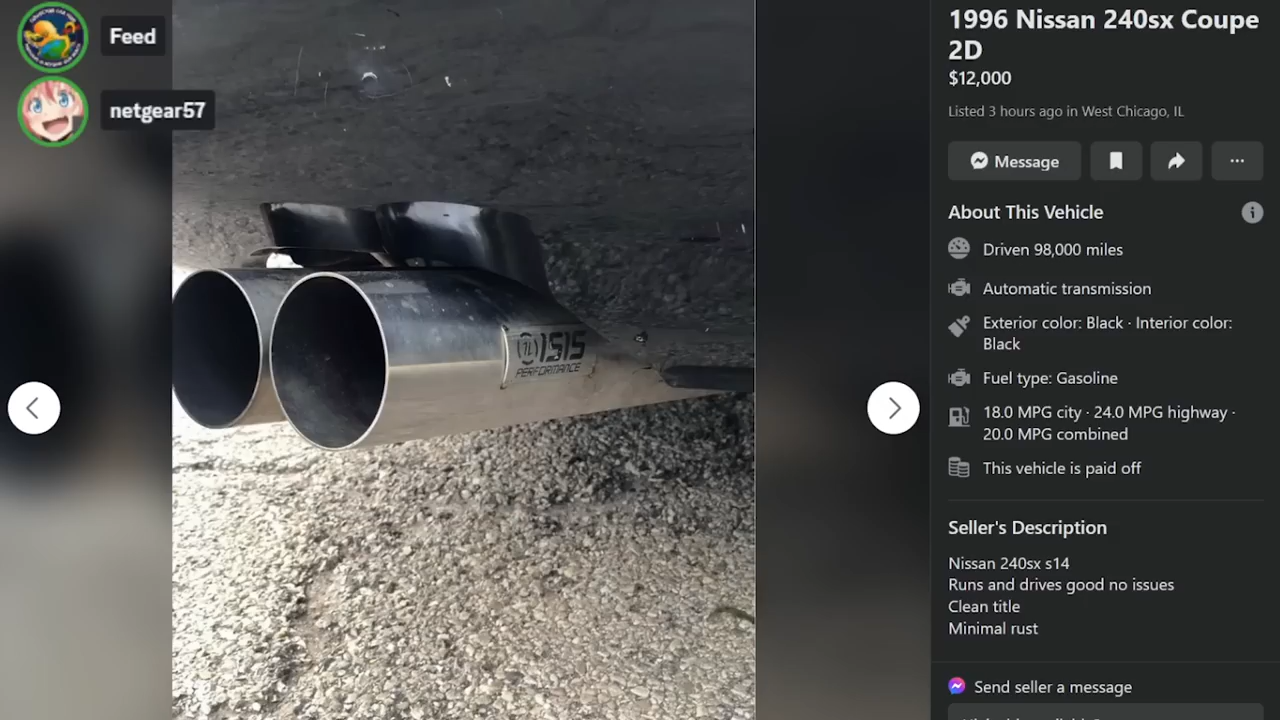 Feed
netgear57
ISIS
PERFORMANCE
1996 Nissan 240sx Coupe
2D
$12,000
Listed 3 hours ago in West Chicago, IL
Message
About This Vehicle
Driven 98,000 miles
Automatic transmission
Exterior color: Black · Interior color:
Black
Fuel type: Gasoline
18.0 MPG city · 24.0 MPG highway ·
20.0 MPG combined
This vehicle is paid off
Seller's Description
Nissan 240sx s14
Runs and drives good no issues
Clean title
Minimal rust
Send seller a message